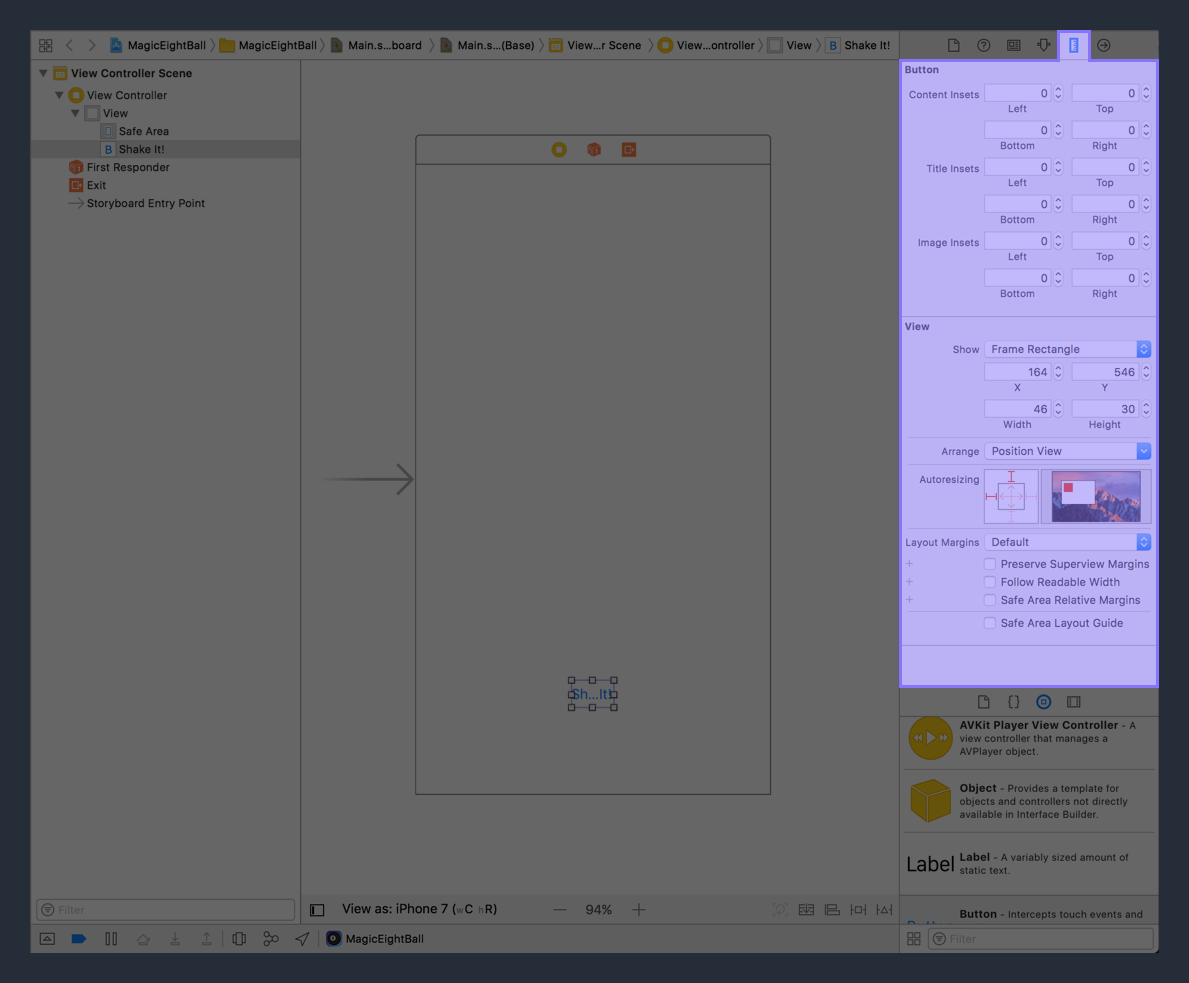 MagicEightBall MagicEightBall Main.s...board Main.s...(Base) View...r Scene View...ontroller View B Shake It!
View Controller Scene
View Controller
View
Safe Area
B Shake It!
First Responder
Exit
Storyboard Entry Point
Sh...It!
Filter
View as: iPhone 7 (wC hR)
94%
MagicEightBall
Button
Content Insets 0 0
Left Top
0 0
Bottom Right
Title Insets 0 0
Left Top
0 0
Bottom Right
Image Insets 0 0
Left Top
0 0
Bottom Right
View
Show Frame Rectangle
164 546
X Y
46 30
Width Height
Arrange Position View
Autoresizing
Layout Margins Default
Preserve Superview Margins
Follow Readable Width
Safe Area Relative Margins
Safe Area Layout Guide
AVKit Player View Controller - A
view controller that manages a
AVPlayer object.
Object - Provides a template for
objects and controllers not directly
available in Interface Builder.
Label
Label - A variably sized amount of
static text.
Button - Intercepts touch events and
Filter